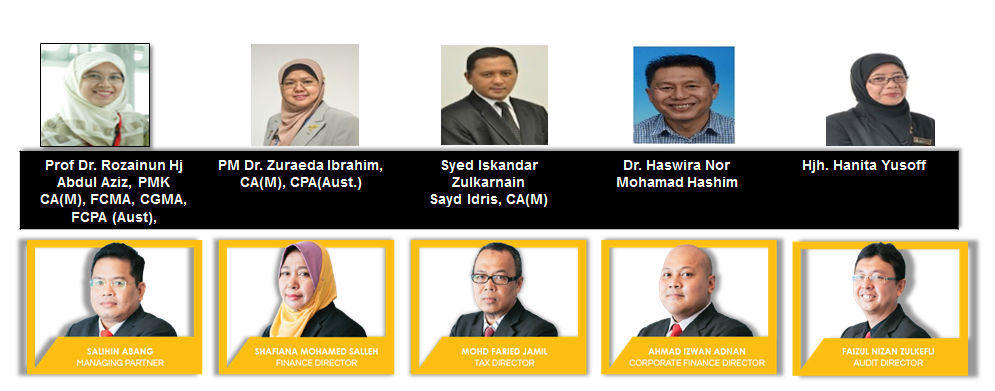 Prof Dr. Rozainun Hj
Abdul Aziz, PMK
CA(M), FCMA, CGMA,
FCPA (Aust),
PM Dr. Zuraeda Ibrahim,
CA(M), CPA(Aust.)
Syed Iskandar
Zulkarnain
Sayd Idris, CA(M)
Dr. Haswira Nor
Mohamad Hashim
Hjh. Hanita Yusoff
SAUHIN ABANG
MANAGING PARTNER
SHAFIANA MOHAMED SALLEH
FINANCE DIRECTOR
MOHD FARIED JAMIL
TAX DIRECTOR
AHMAD IZWAN ADNAN
CORPORATE FINANCE DIRECTOR
FAIZUL NIZAN ZULKEFLI
AUDIT DIRECTOR